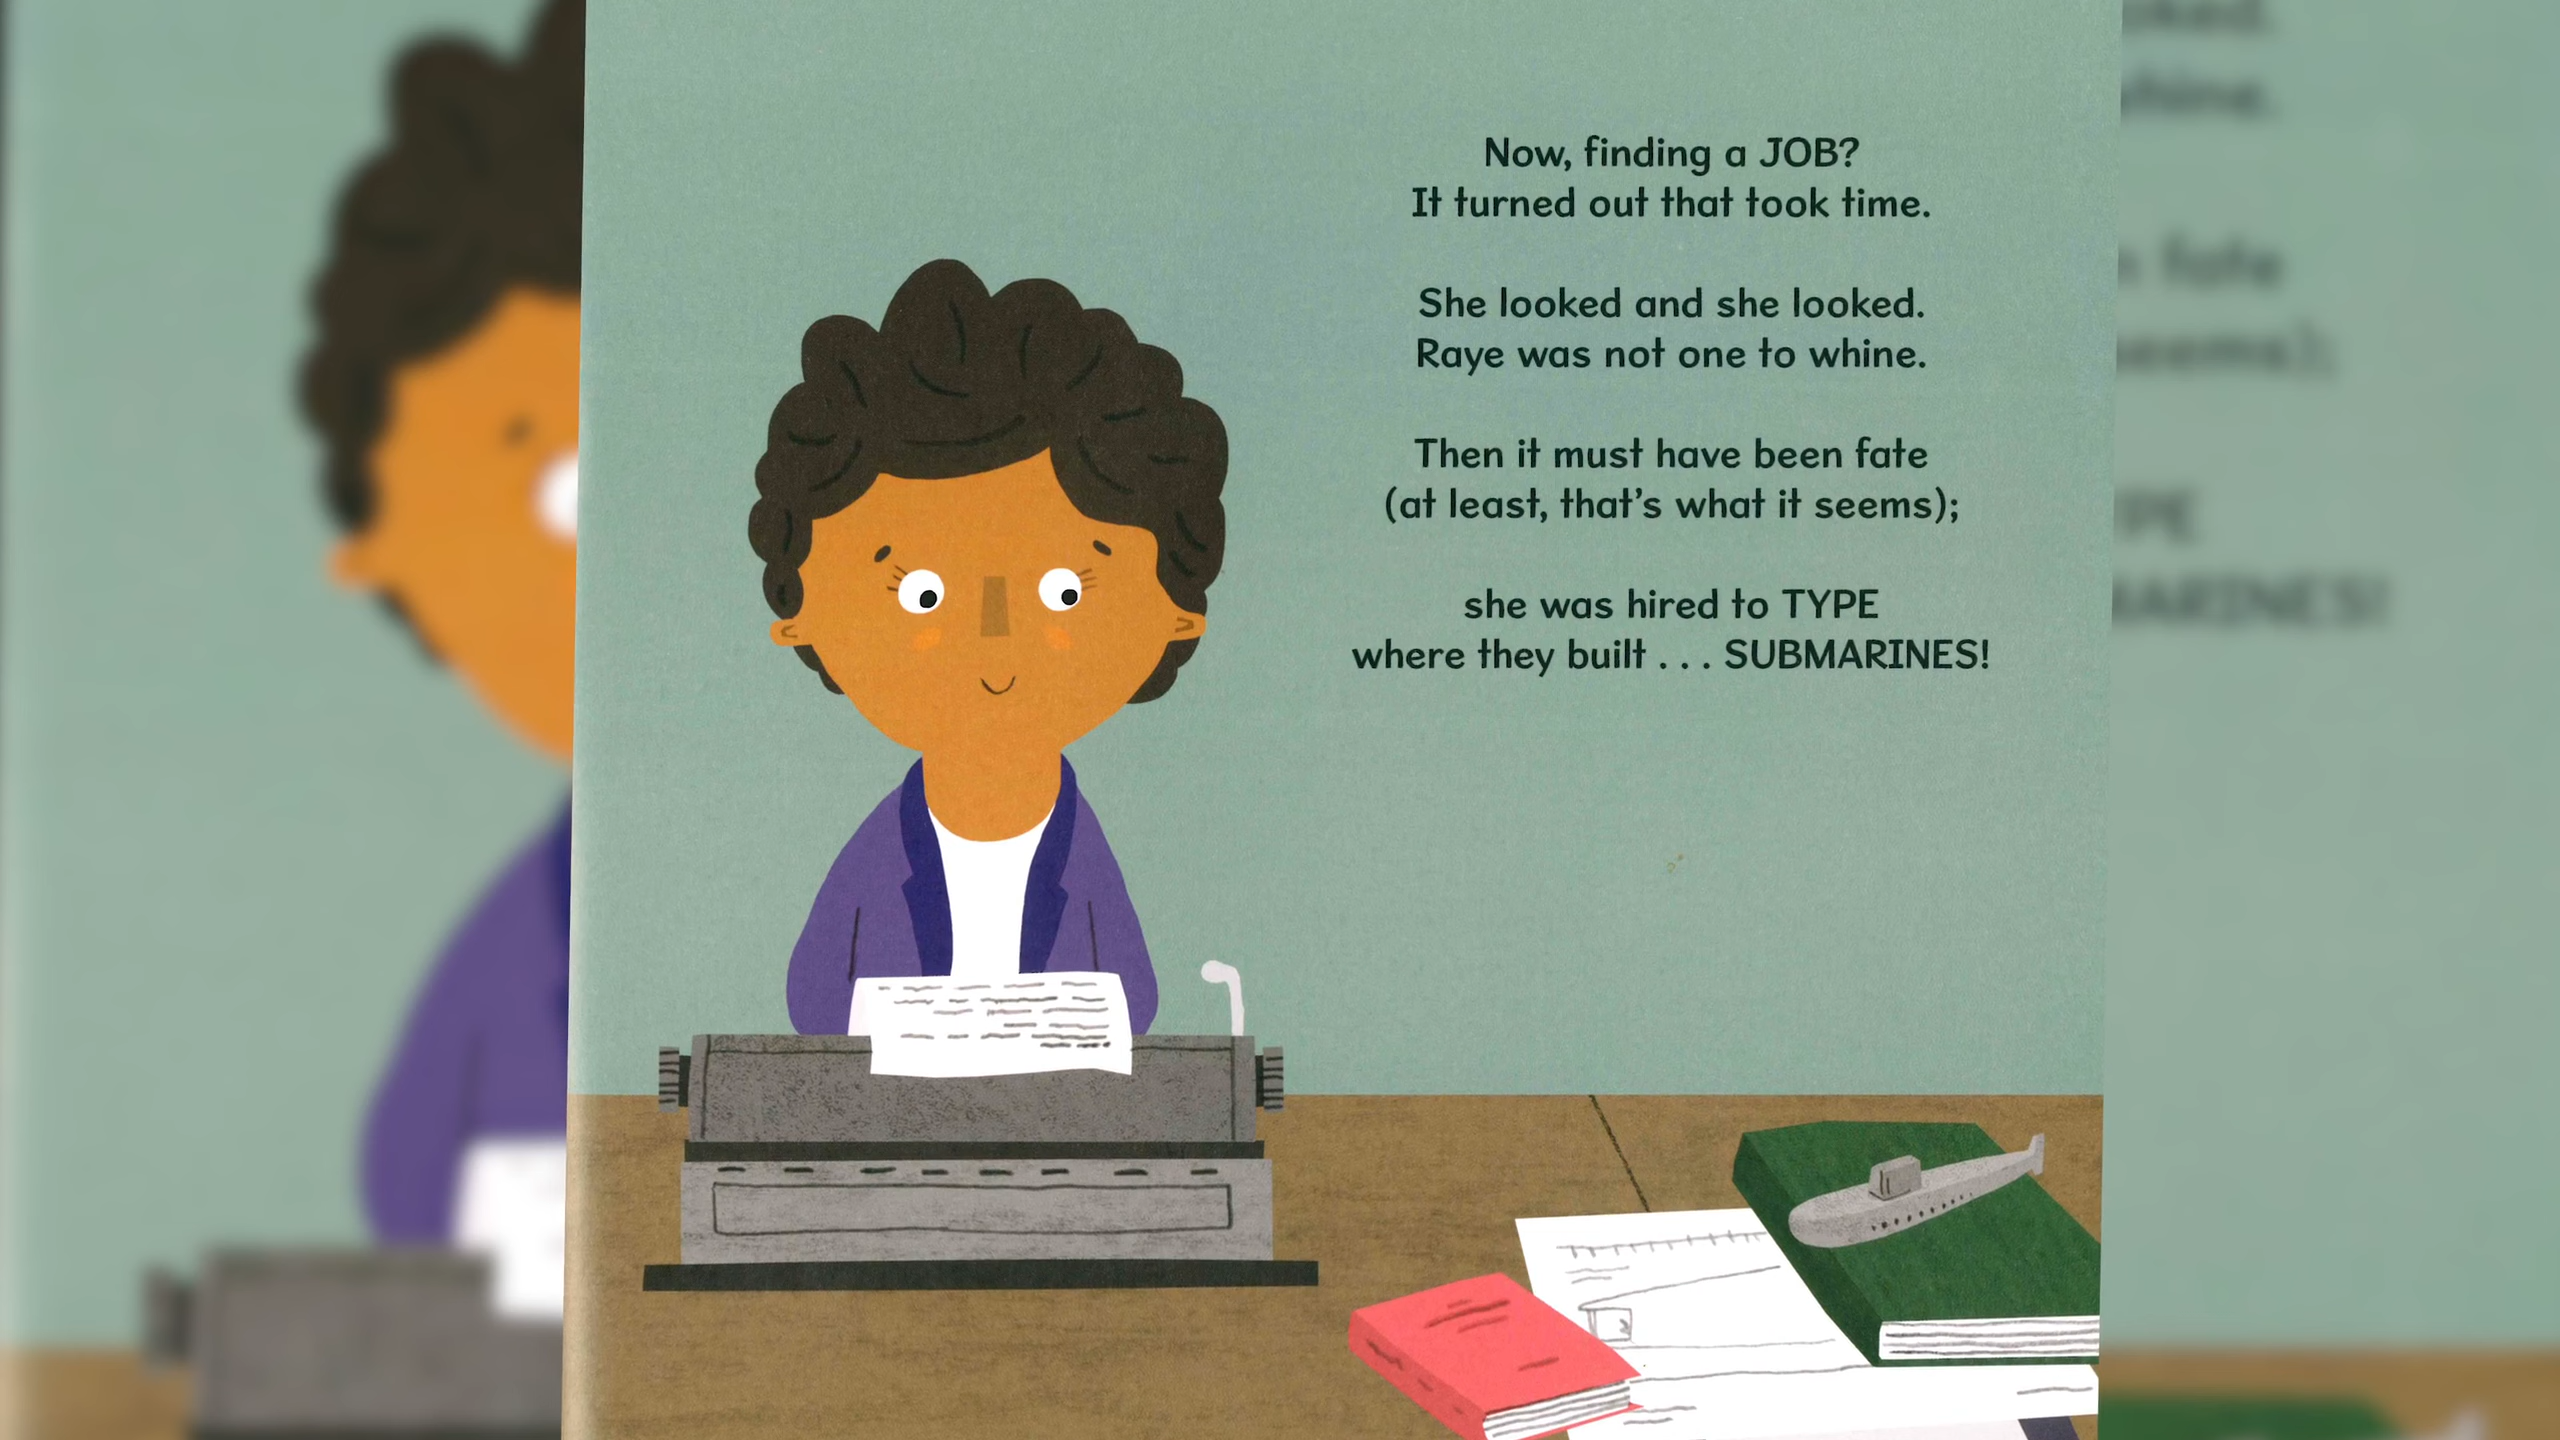 Now, finding a JOB?
It turned out that took time.
She looked and she looked.
Raye was not one to whine.
Then it must have been fate
(at least, that's what it seems);
she was hired to TYPE
where they built . . . SUBMARINES!